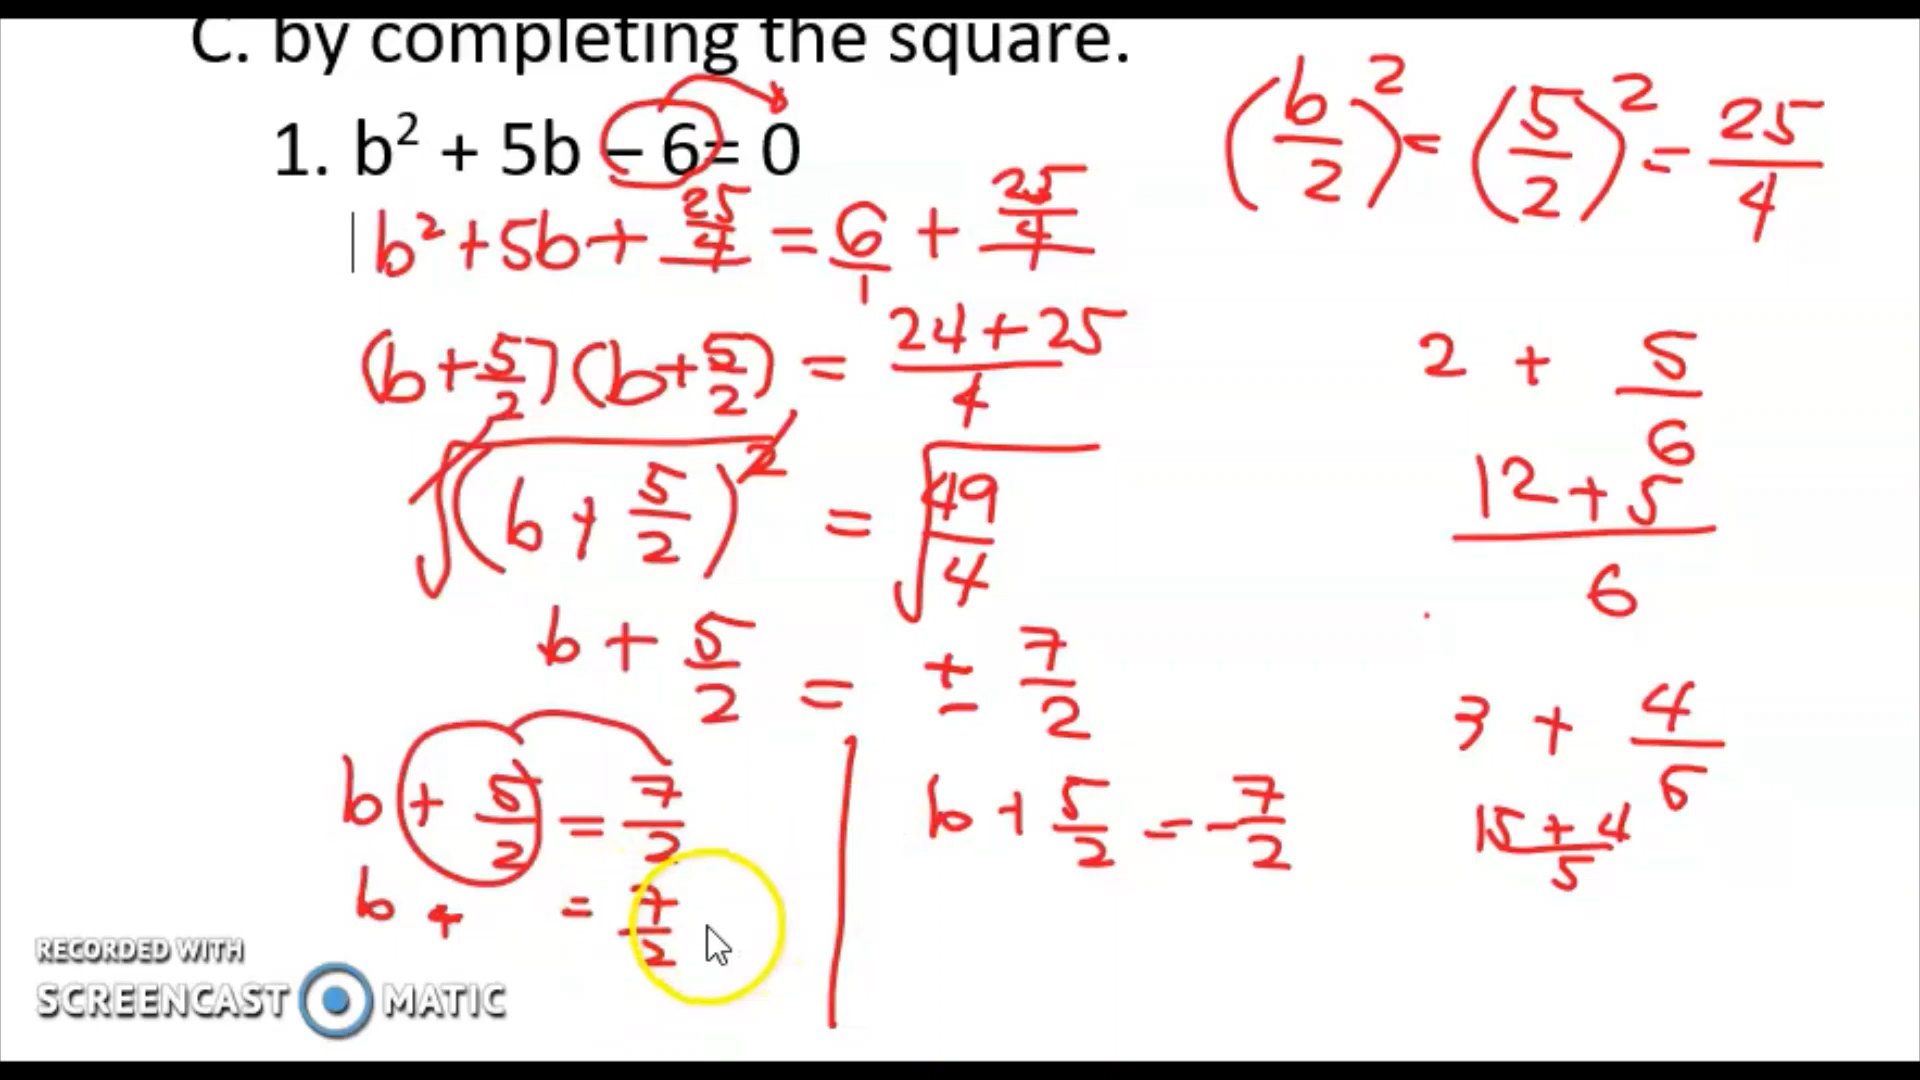 C. by completing the square.
1. b² + 5b – 6 = 0
b² + 5b + 25/4 = 6/1 + 25/4
(b + 5/2) (b + 5/2) = 24 + 25 / 4
√(b + 5/2)² = √49/4
b + 5/2 = ± 7/2
b + 5/2 = 7/2
b + = 7/2
b + 5/2 = - 7/2
(b/2)² = (5/2)² = 25/4
2 + 5/6
12 + 5 / 6
3 + 4/5
15 + 4 / 5
RECORDED WITH
SCREENCAST MATIC